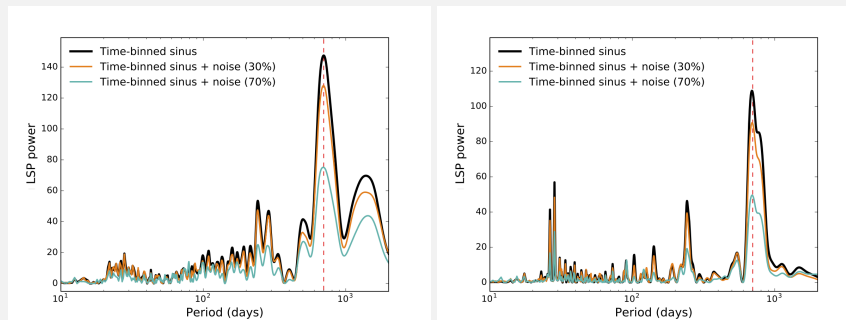 Time-binned sinus
Time-binned sinus + noise (30%)
Time-binned sinus + noise (70%)
LSP power
140
120
100
80
60
40
20
0
10^1
10^2
10^3
Period (days)
Time-binned sinus
Time-binned sinus + noise (30%)
Time-binned sinus + noise (70%)
LSP power
120
100
80
60
40
20
0
10^1
10^2
10^3
Period (days)